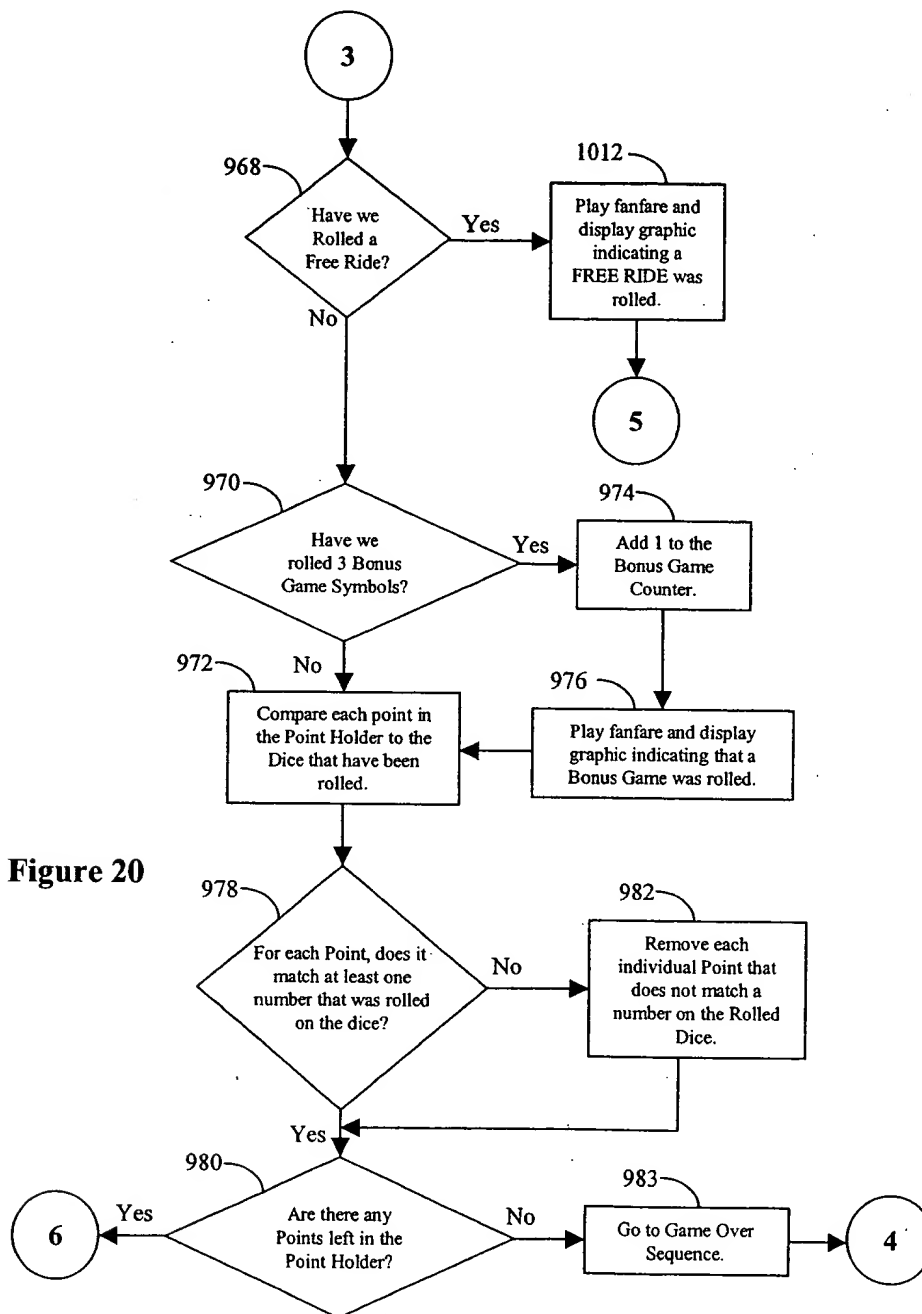 3
968
Have we
Rolled a
Free Ride?
Yes
No
1012
Play fanfare and
display graphic
indicating a
FREE RIDE was
rolled.
5
970
Have we
rolled 3 Bonus
Game Symbols?
Yes
No
974
Add 1 to the
Bonus Game
Counter.
972
Compare each point in
the Point Holder to the
Dice that have been
rolled.
976
Play fanfare and display
graphic indicating that a
Bonus Game was rolled.
Figure 20
978
For each Point, does it
match at least one
number that was rolled
on the dice?
No
Yes
982
Remove each
individual Point that
does not match a
number on the Rolled
Dice.
980
Are there any
Points left in the
Point Holder?
Yes
6
No
983
Go to Game Over
Sequence.
4